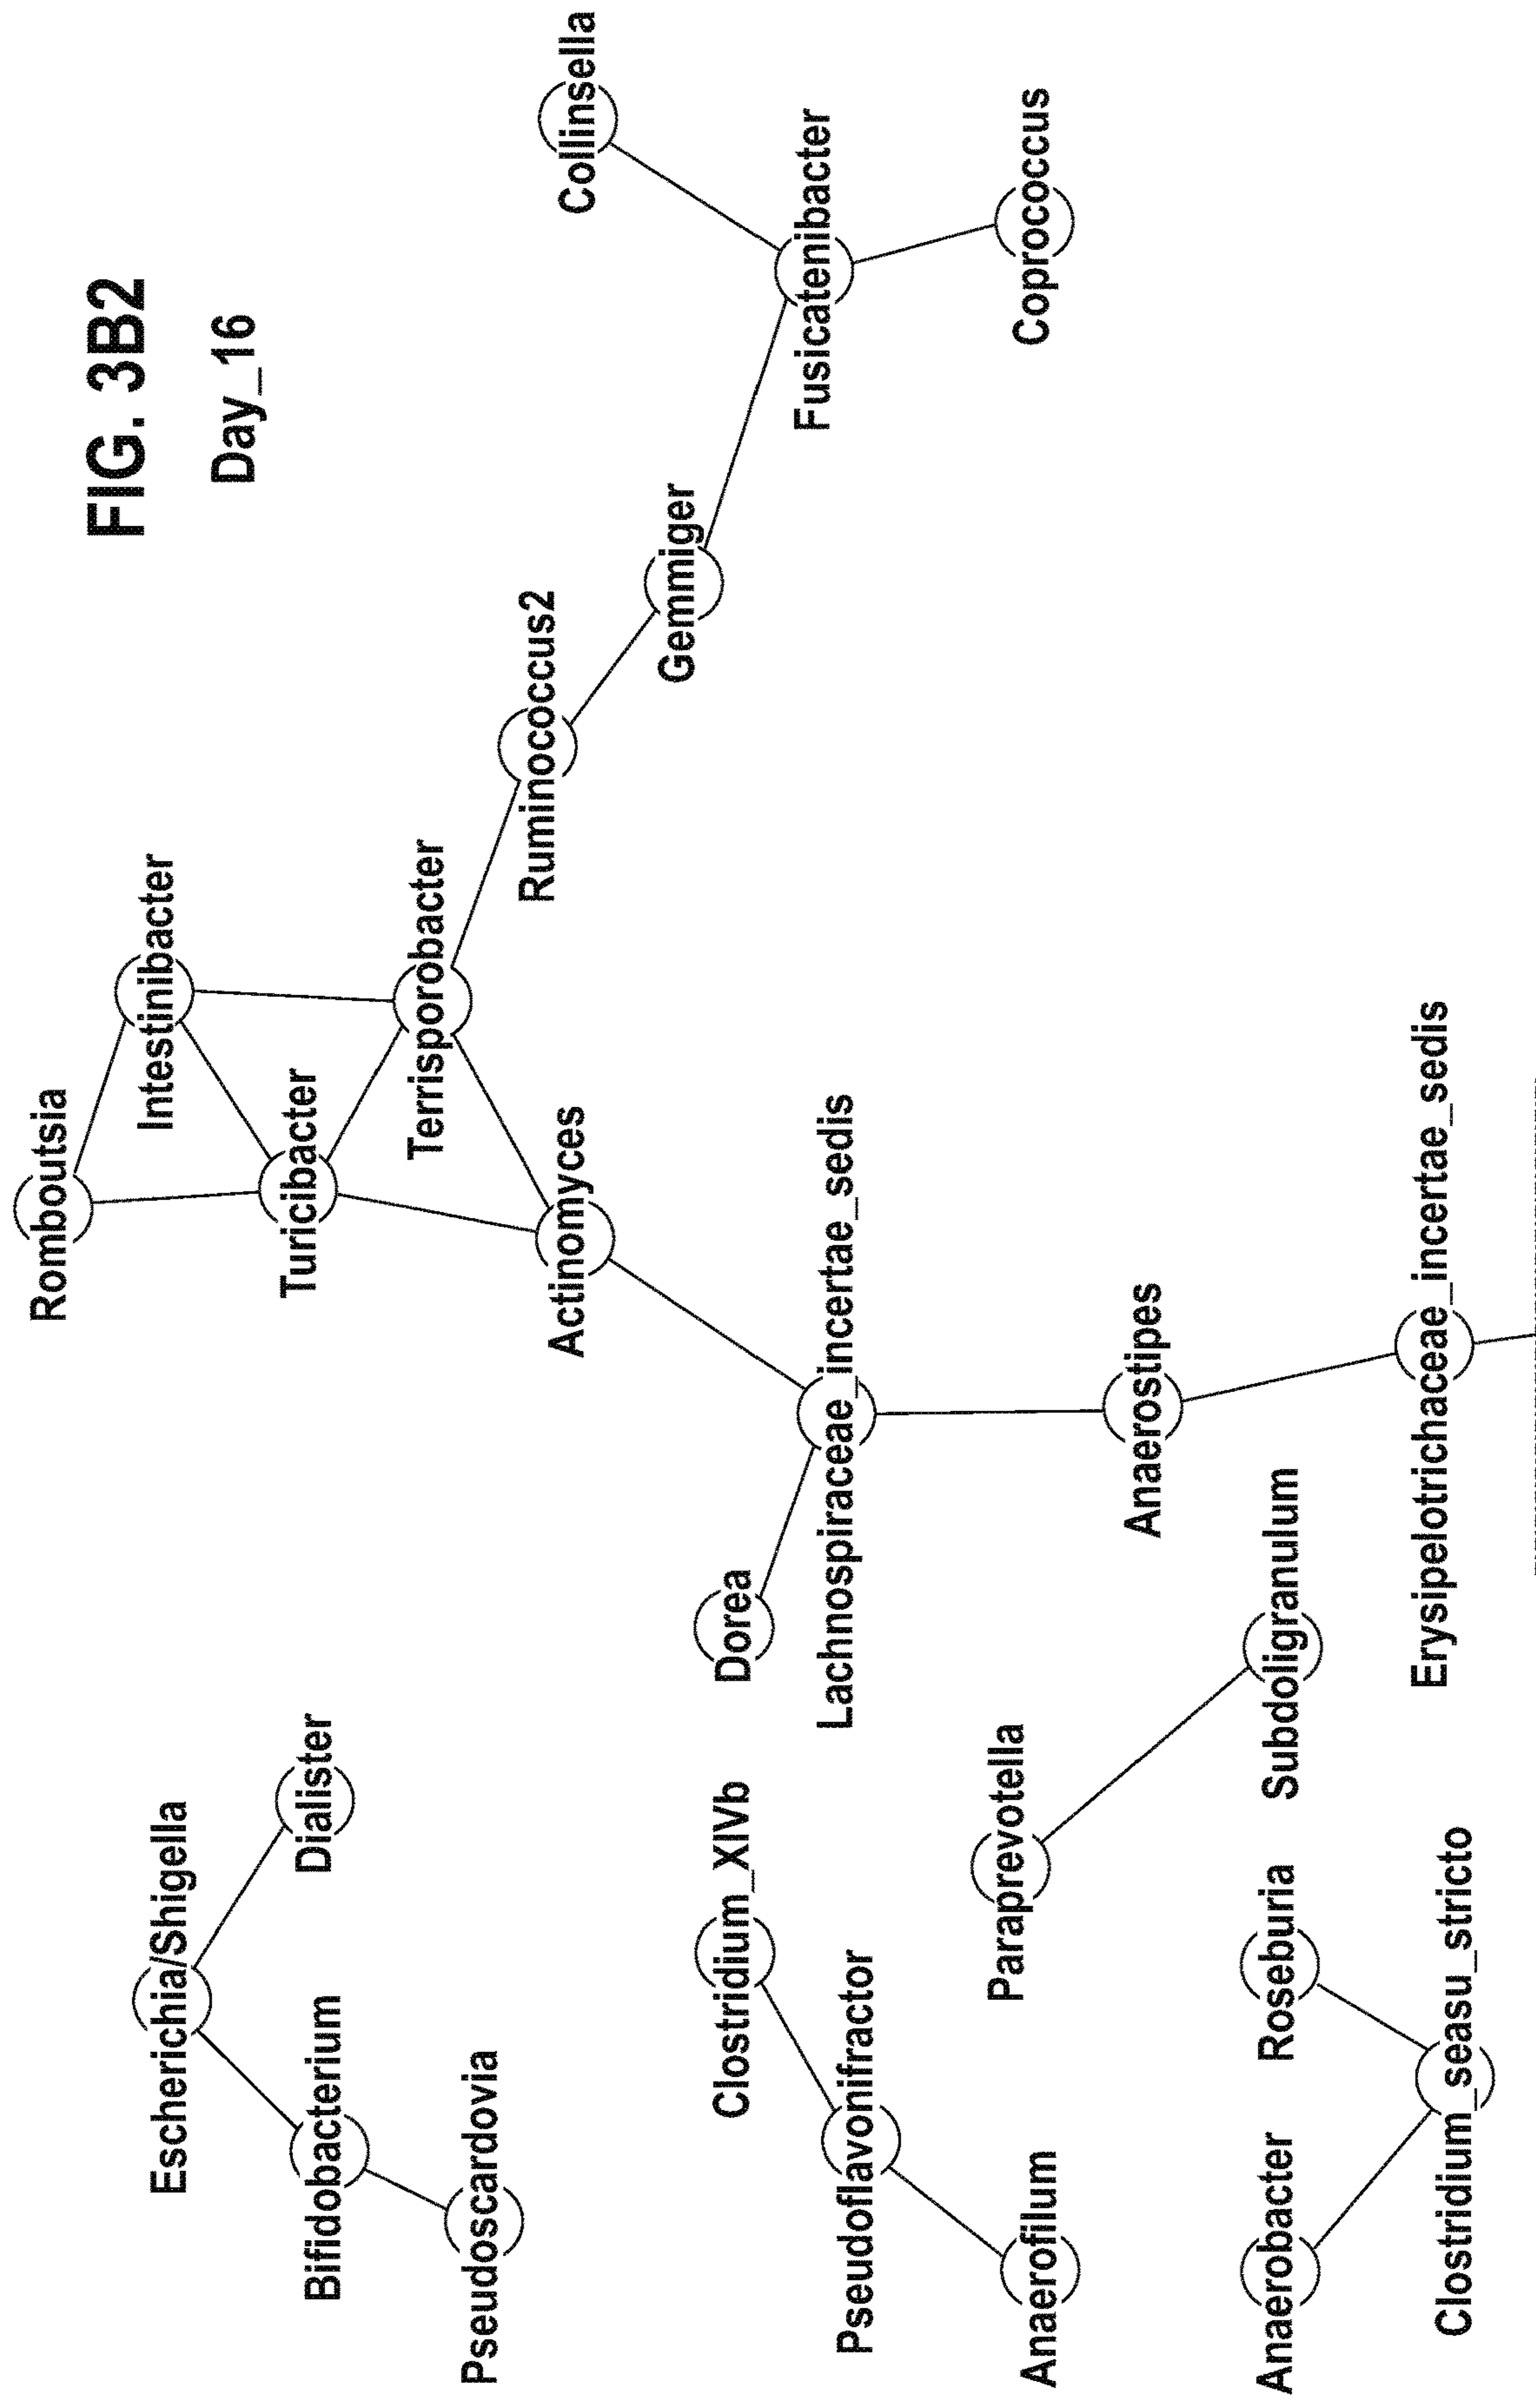 FIG. 3B2
Day_16
Romboutsia
Intestinibacter
Escherichia/Shigella
Turicibacter
Dialister
Bifidobacterium
Terrisporobacter
Pseudoscardovia
Ruminococcus2
Collinsella
Actinomyces
Gemmiger
Dorea
Clostridium_XIVb
Fusicatenibacter
Lachnospiraceae_incertae_sedis
Pseudoflavonifractor
Paraprevotella
Coprococcus
Anaerofilum
Anaerostipes
Anaerobacter
Roseburia
Subdoligranulum
Erysipelotrichaceae_incertae_sedis
Clostridium_seasu_stricto